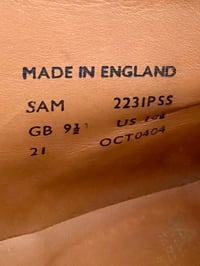 MADE IN ENGLAND
SAM 2231PSS
GB 9½ US
21 OCT0404